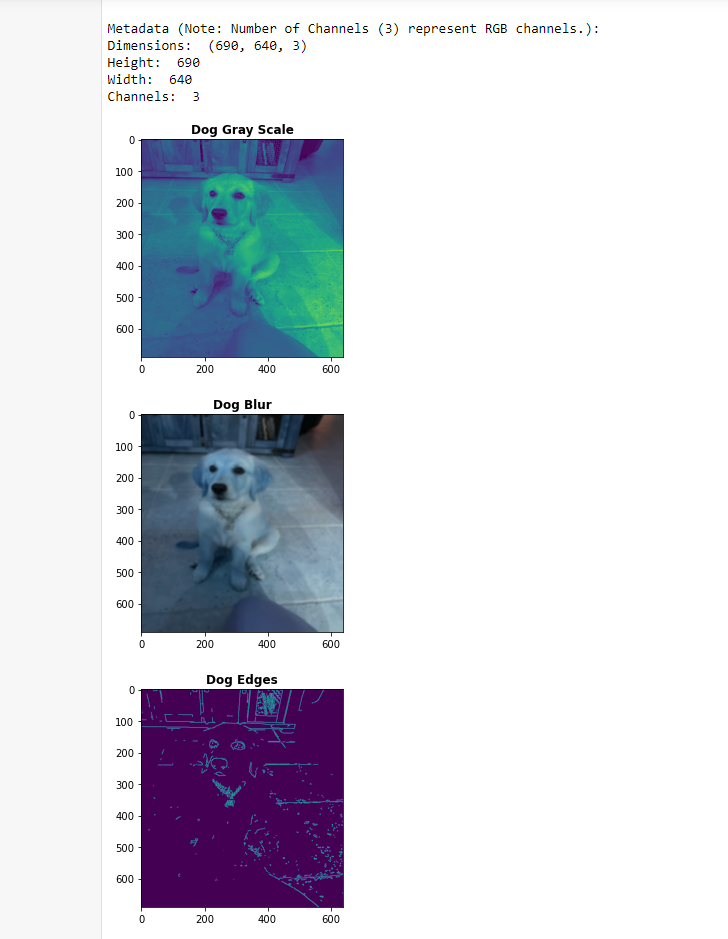 Metadata (Note: Number of Channels (3) represent RGB channels.):
Dimensions:  (690, 640, 3)
Height:  690
Width:  640
Channels:  3
Dog Gray Scale
0
100
200
300
400
500
600
0 200 400 600
Dog Blur
0
100
200
300
400
500
600
0 200 400 600
Dog Edges
0
100
200
300
400
500
600
0 200 400 600